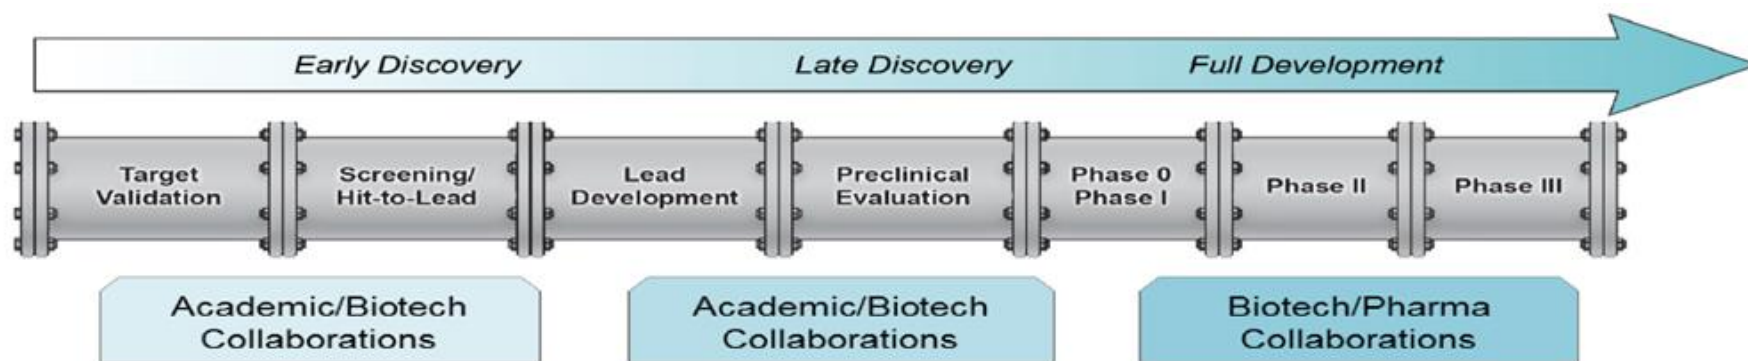 Early Discovery
Late Discovery
Full Development
Target
Validation
Screening/
Hit-to-Lead
Lead
Development
Preclinical
Evaluation
Phase 0
Phase I
Phase II
Phase III
Academic/Biotech
Collaborations
Academic/Biotech
Collaborations
Biotech/Pharma
Collaborations